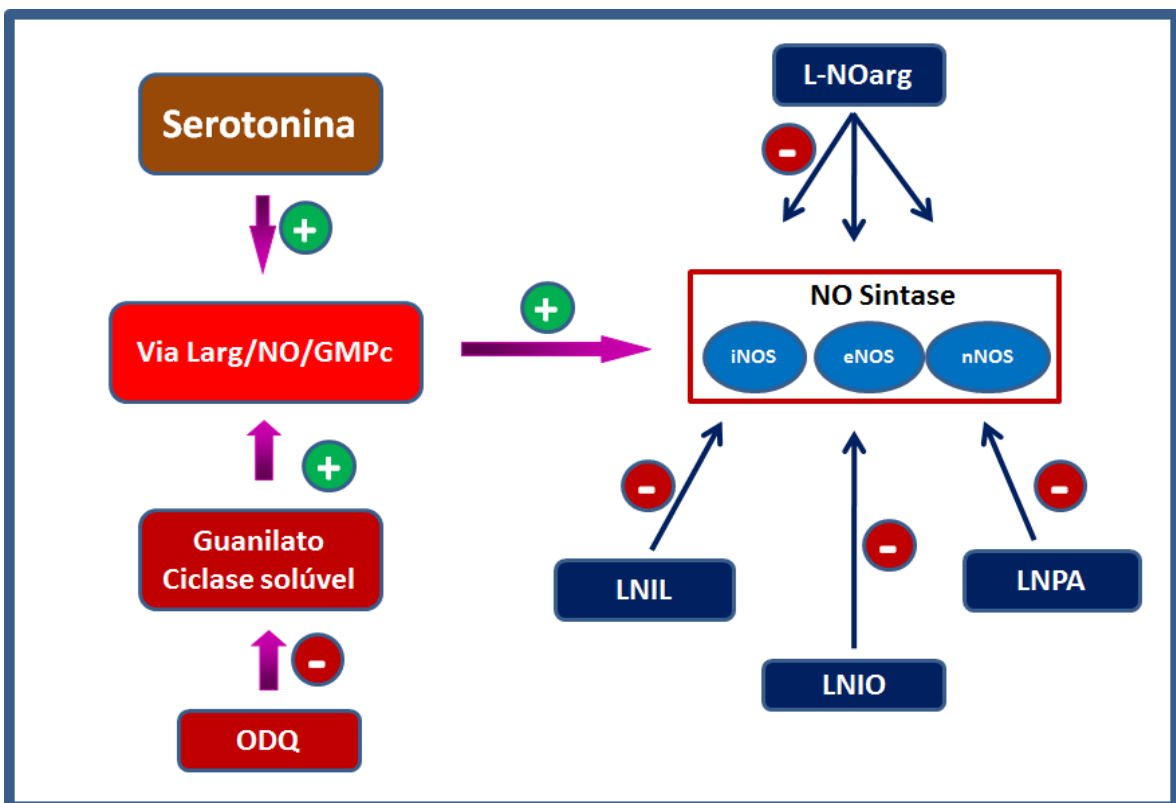 L-NOarg
Serotonina
-
+
NO Sintase
+
Via Larg/NO/GMPc
iNOS
eNOS
nNOS
+
-
-
Guanilato
Ciclase solúvel
-
LNIL
LNPA
-
LNIO
ODQ